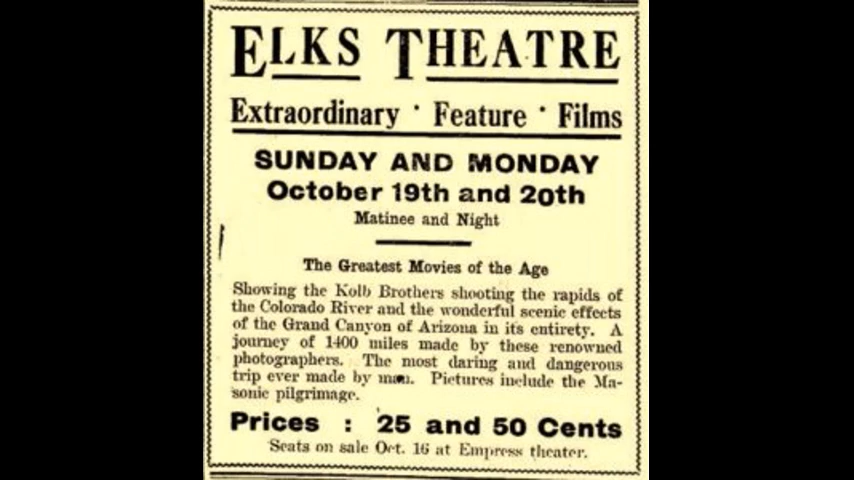 ELKS THEATRE
Extraordinary · Feature · Films
SUNDAY AND MONDAY
October 19th and 20th
Matinee and Night
The Greatest Movies of the Age
Showing the Kolb Brothers shooting the rapids of
the Colorado River and the wonderful scenic effects
of the Grand Canyon of Arizona in its entirety. A
journey of 1400 miles made by these renowned
photographers. The most daring and dangerous
trip ever made by man. Pictures include the Ma-
sonic pilgrimage.
Prices : 25 and 50 Cents
Seats on sale Oct. 16 at Empress theater.